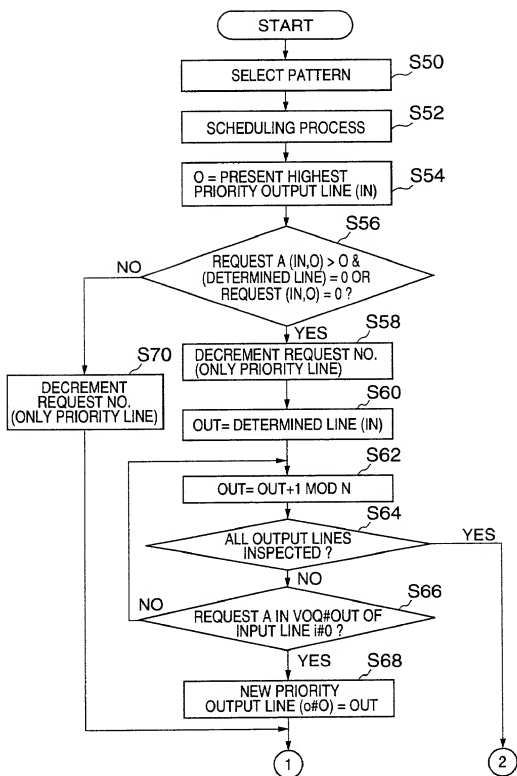 START
SELECT PATTERN
S50
SCHEDULING PROCESS
S52
O = PRESENT HIGHEST
PRIORITY OUTPUT LINE (IN)
S54
S56
REQUEST A (IN,O) > O &
(DETERMINED LINE) = O OR
REQUEST (IN,O) = O ?
NO
YES
S58
DECREMENT REQUEST NO.
(ONLY PRIORITY LINE)
S70
DECREMENT
REQUEST NO.
(ONLY PRIORITY LINE)
S60
OUT= DETERMINED LINE (IN)
S62
OUT= OUT+1 MOD N
S64
ALL OUTPUT LINES
INSPECTED ?
YES
NO
S66
REQUEST A IN VOQ#OUT OF
INPUT LINE i#0 ?
NO
YES
S68
NEW PRIORITY
OUTPUT LINE (o#O) = OUT
1
2